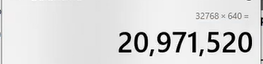 32768 × 640 =
20,971,520